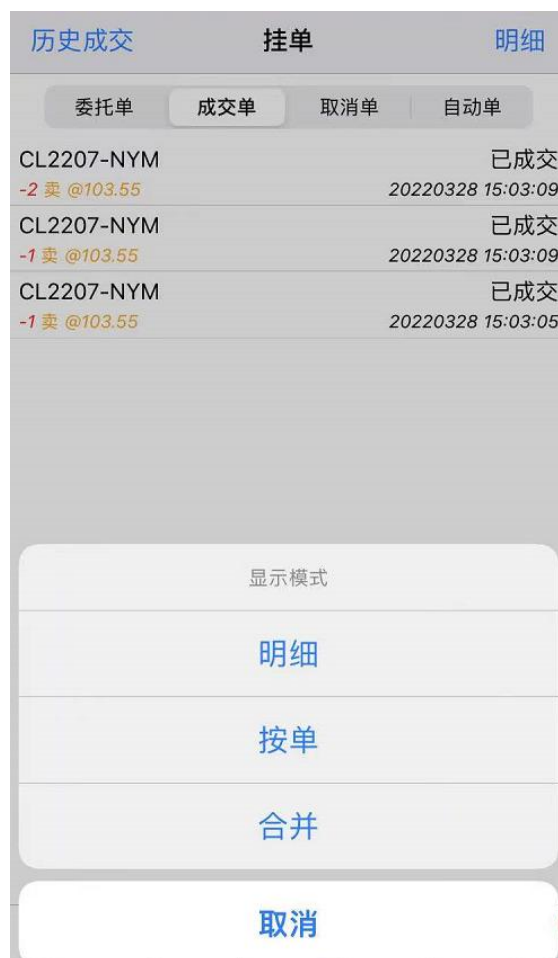 历史成交 挂单 明细
委托单 成交单 取消单 自动单
CL2207-NYM 已成交
-2 卖 @103.55 20220328 15:03:09
CL2207-NYM 已成交
-1 卖 @103.55 20220328 15:03:09
CL2207-NYM 已成交
-1 卖 @103.55 20220328 15:03:05
显示模式
明细
按单
合并
取消